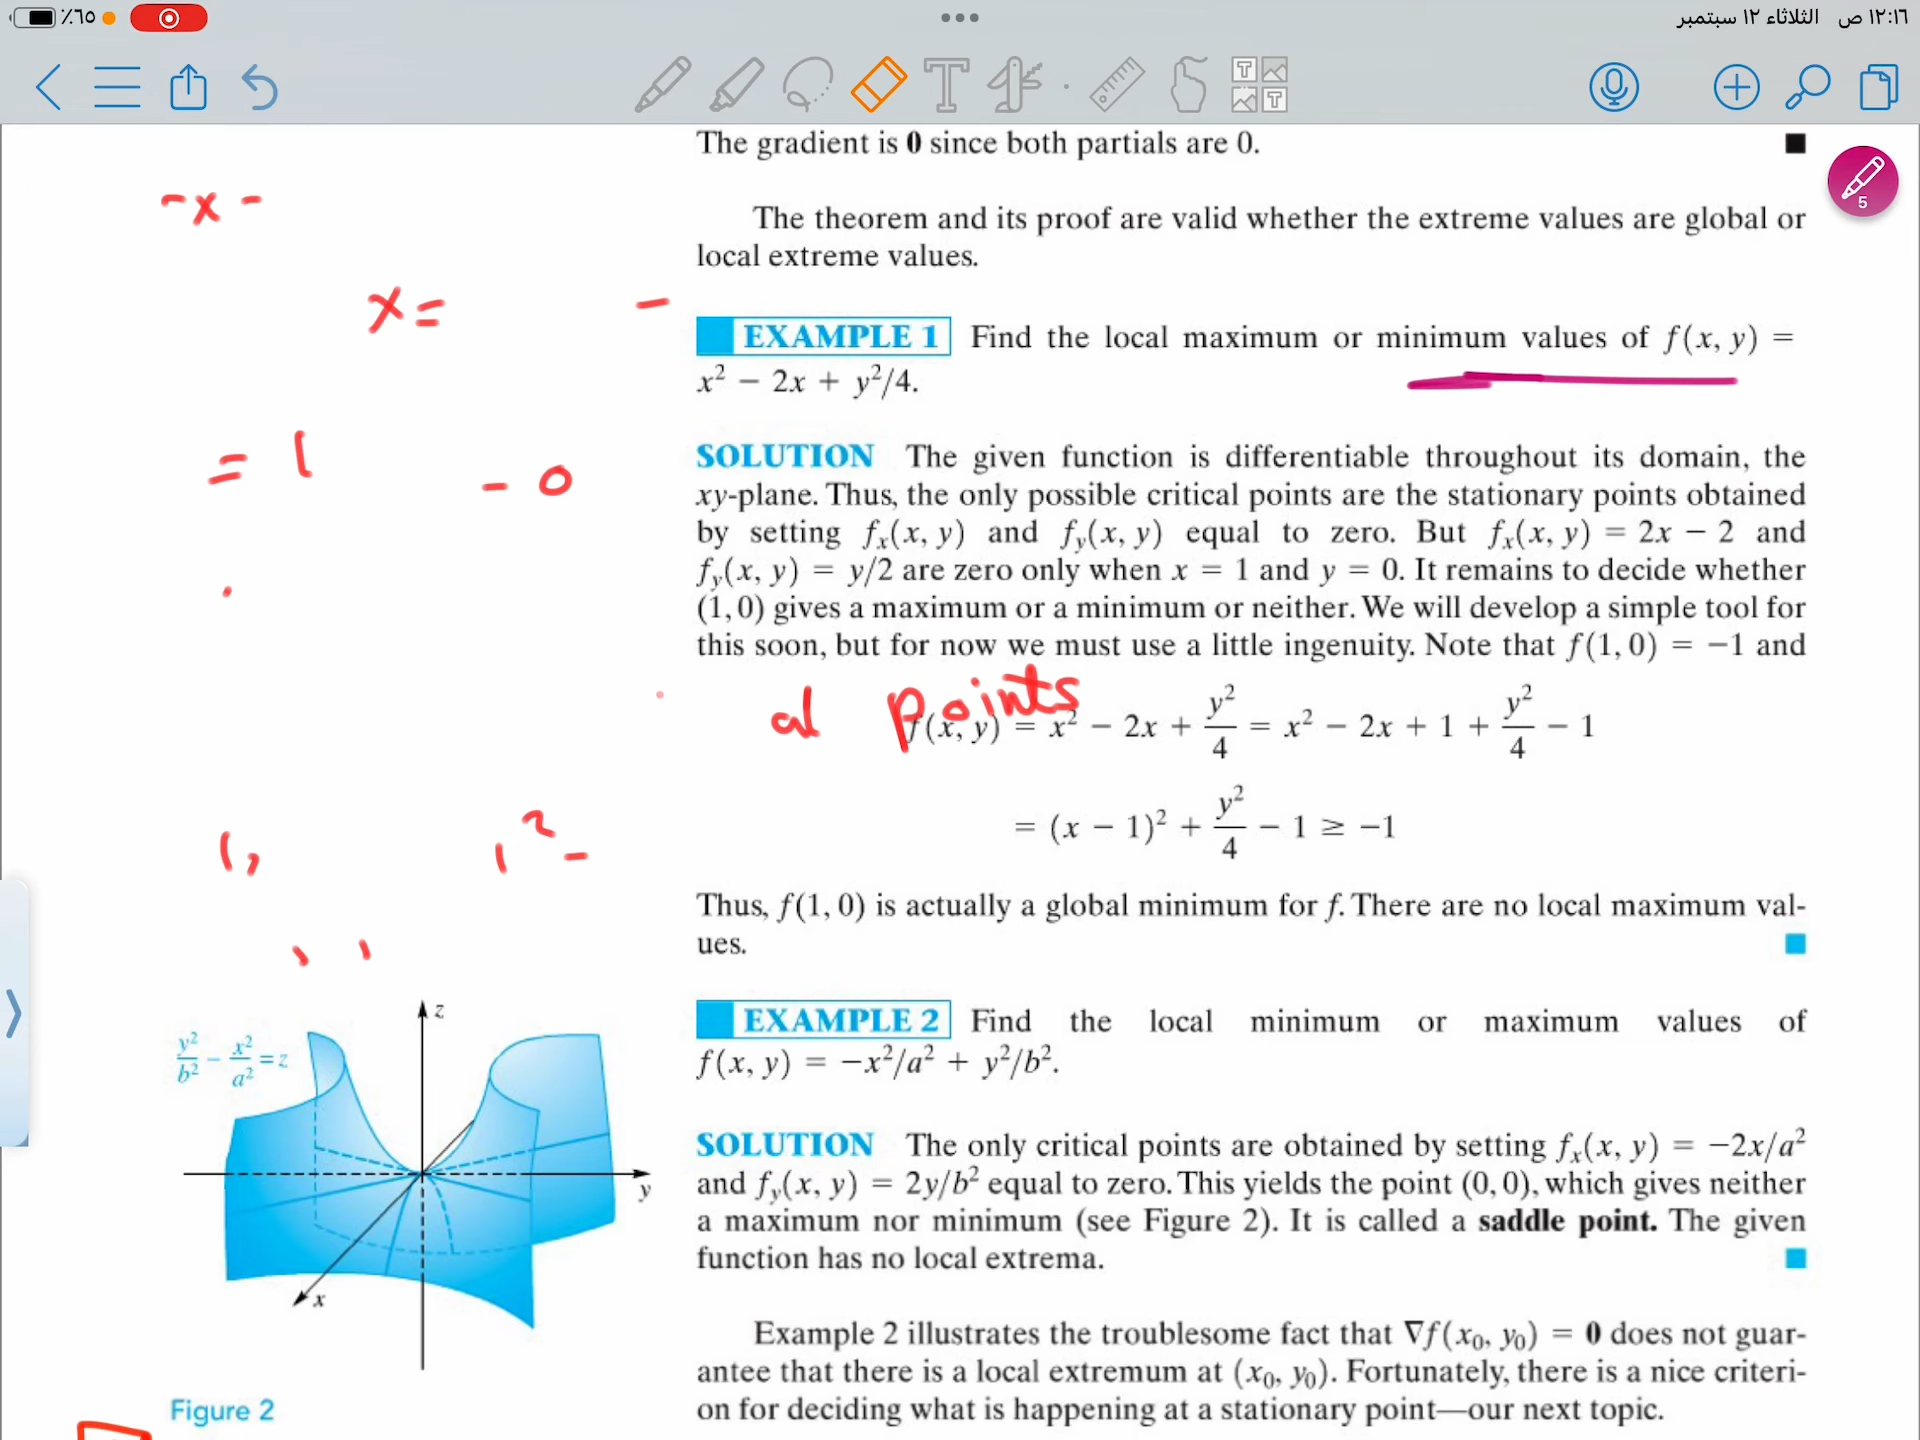 ٪٦٥
١٢:١٦ ص الثلاثاء ١٢ سبتمبر
5
The gradient is 0 since both partials are 0.
The theorem and its proof are valid whether the extreme values are global or
local extreme values.
EXAMPLE 1 Find the local maximum or minimum values of f(x, y) =
x² − 2x + y²/4.
SOLUTION The given function is differentiable throughout its domain, the
xy-plane. Thus, the only possible critical points are the stationary points obtained
by setting fₓ(x, y) and fᵧ(x, y) equal to zero. But fₓ(x, y) = 2x − 2 and
fᵧ(x, y) = y/2 are zero only when x = 1 and y = 0. It remains to decide whether
(1, 0) gives a maximum or a minimum or neither. We will develop a simple tool for
this soon, but for now we must use a little ingenuity. Note that f(1, 0) = −1 and
f(x, y) = x² − 2x + y²/4 = x² − 2x + 1 + y²/4 − 1
= (x − 1)² + y²/4 − 1 ≥ −1
Thus, f(1, 0) is actually a global minimum for f. There are no local maximum val-
ues.
EXAMPLE 2 Find the local minimum or maximum values of
f(x, y) = −x²/a² + y²/b².
SOLUTION The only critical points are obtained by setting fₓ(x, y) = −2x/a²
and fᵧ(x, y) = 2y/b² equal to zero. This yields the point (0, 0), which gives neither
a maximum nor minimum (see Figure 2). It is called a saddle point. The given
function has no local extrema.
Example 2 illustrates the troublesome fact that ∇f(x₀, y₀) = 0 does not guar-
antee that there is a local extremum at (x₀, y₀). Fortunately, there is a nice criteri-
on for deciding what is happening at a stationary point—our next topic.
-x -
x = -
= 1 - 0
al points
1, 1² -
y²/b² − x²/a² = z
z
y
x
Figure 2